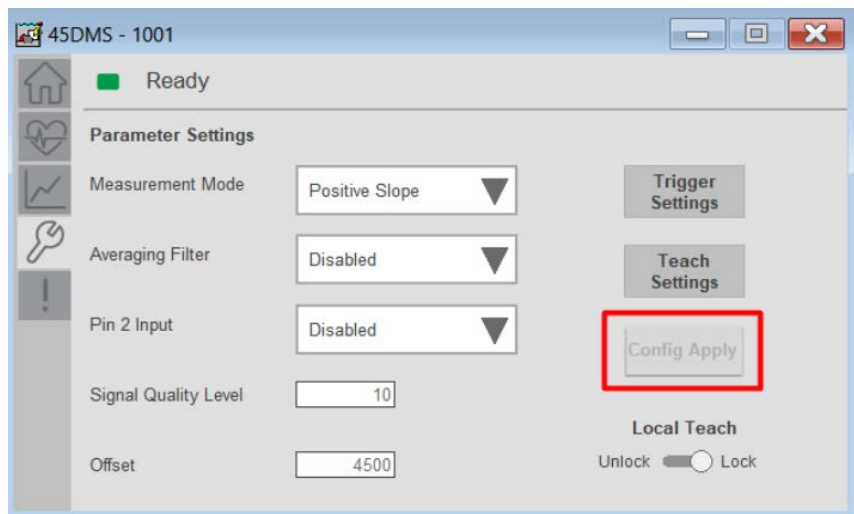 45DMS - 1001
Ready
Parameter Settings
Measurement Mode
Positive Slope
Trigger
Settings
Averaging Filter
Disabled
Teach
Settings
Pin 2 Input
Disabled
Config Apply
Signal Quality Level
10
Local Teach
Offset
4500
Unlock
Lock